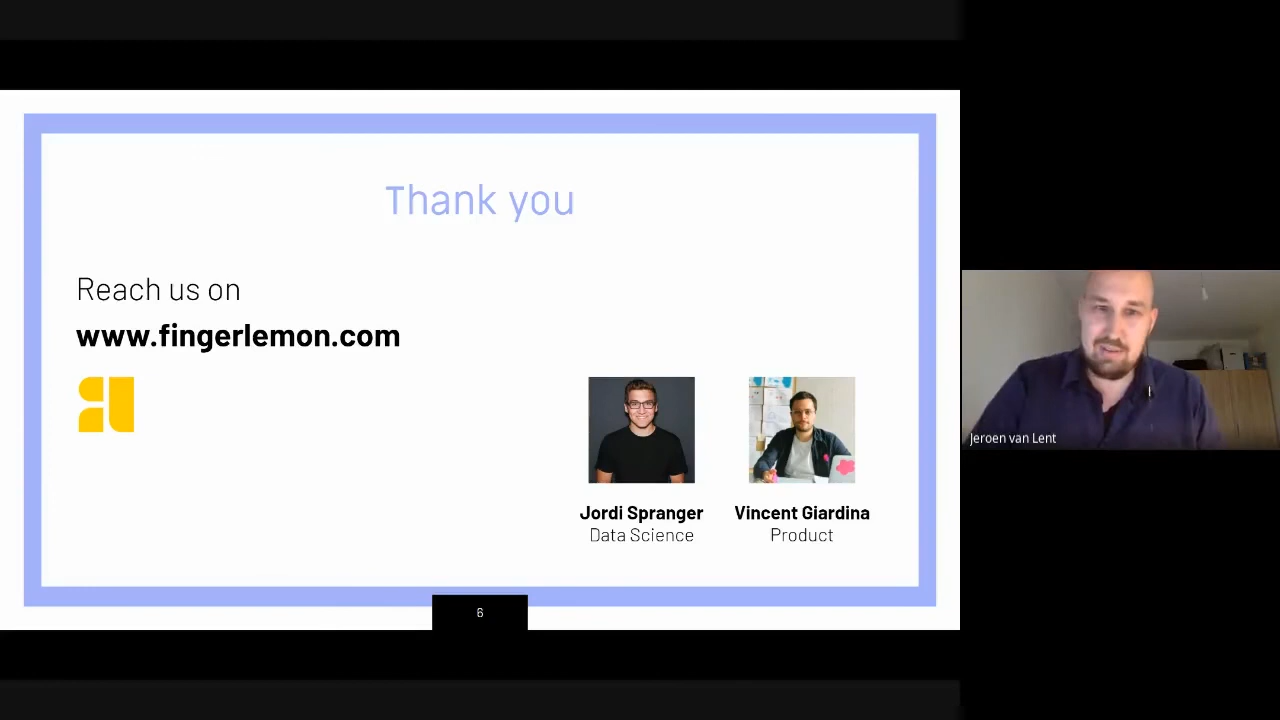 Thank you
Reach us on
www.fingerlemon.com
Jordi Spranger
Data Science
Vincent Giardina
Product
6
Jeroen van Lent